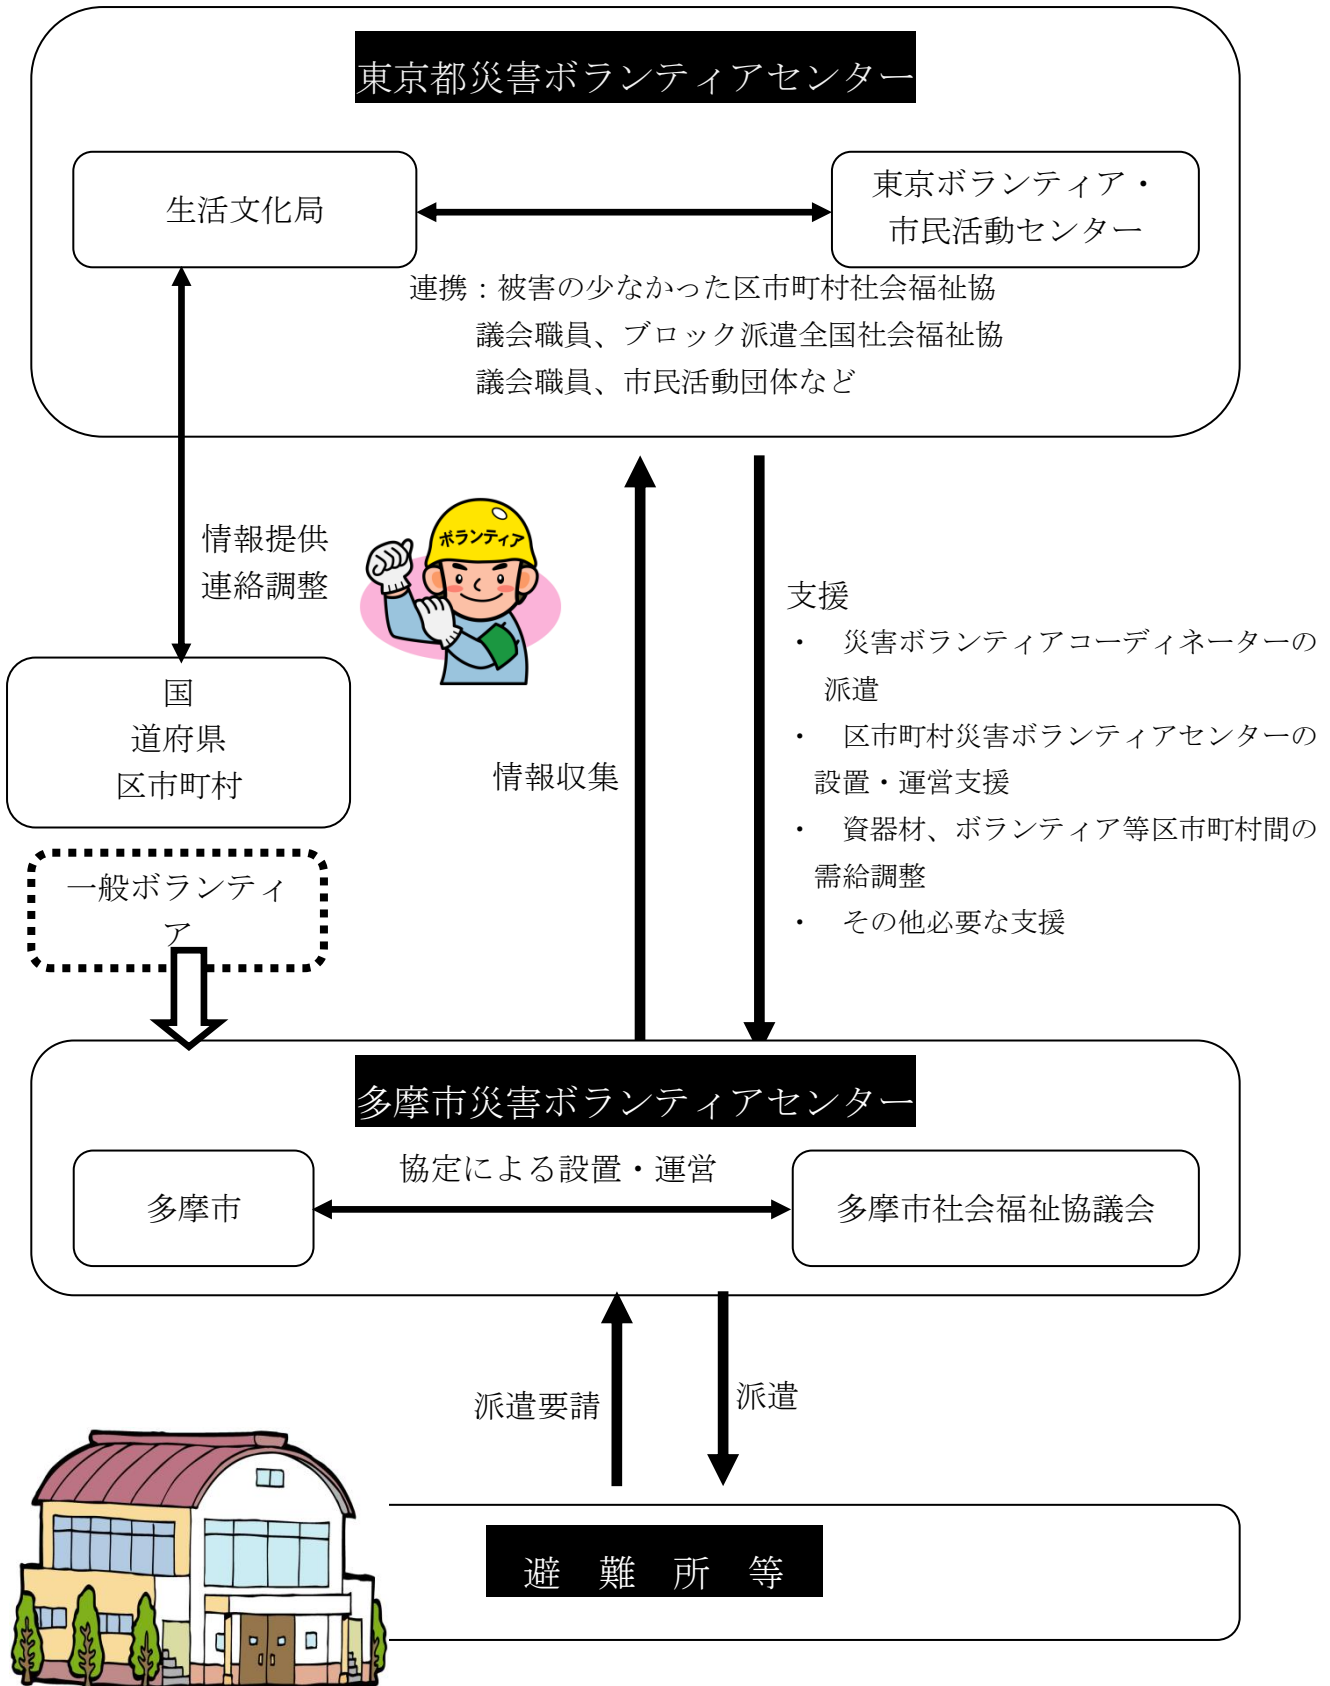 東京都災害ボランティアセンター
生活文化局
東京ボランティア・
市民活動センター
連携：被害の少なかった区市町村社会福祉協
議会職員、ブロック派遣全国社会福祉協
議会職員、市民活動団体など
情報提供
連絡調整
ボランティア
国
道府県
区市町村
情報収集
支援
・　災害ボランティアコーディネーターの
派遣
・　区市町村災害ボランティアセンターの
設置・運営支援
・　資器材、ボランティア等区市町村間の
需給調整
・　その他必要な支援
一般ボランティ
ア
多摩市災害ボランティアセンター
協定による設置・運営
多摩市
多摩市社会福祉協議会
派遣要請
派遣
避　難　所　等